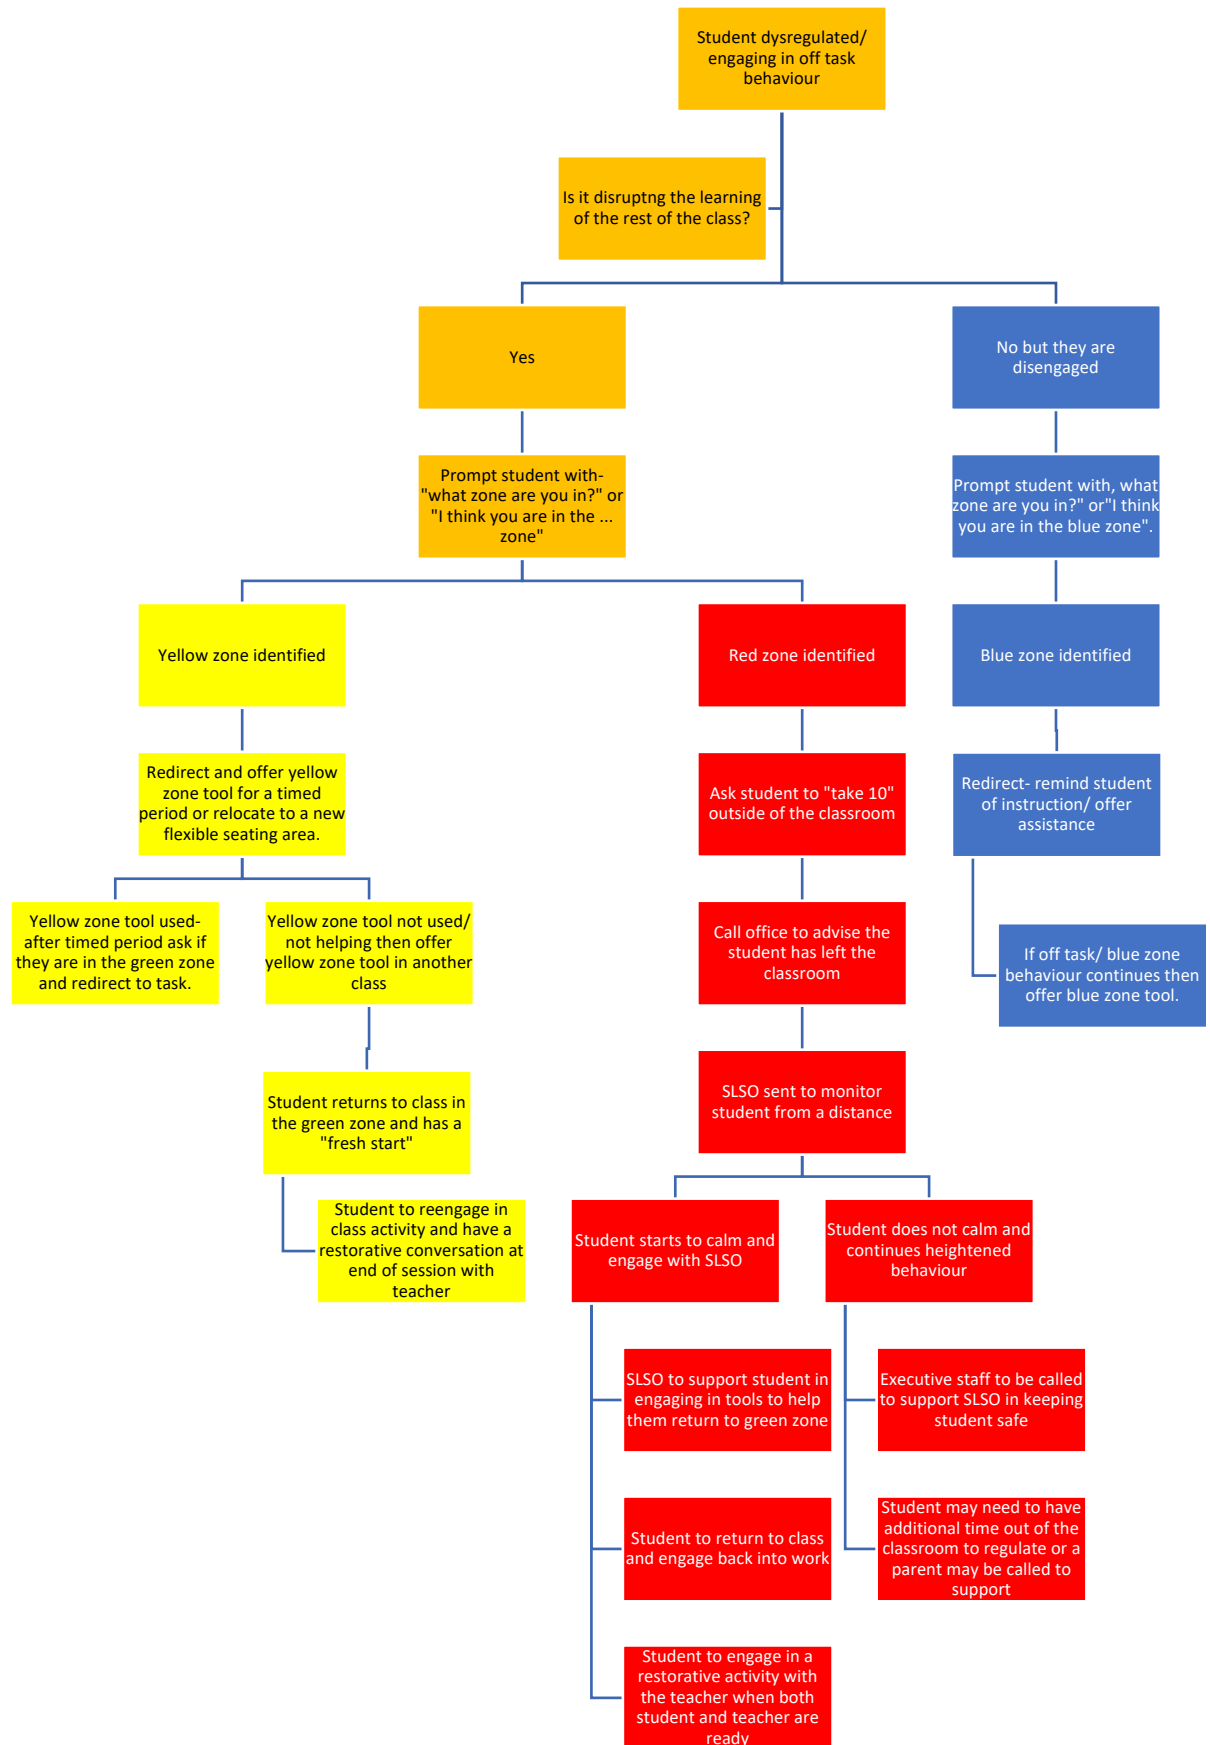 Student dysregulated/
engaging in off task
behaviour
Is it disruptng the learning
of the rest of the class?
Yes
No but they are
disengaged
Prompt student with-
"what zone are you in?" or
"I think you are in the ...
zone"
Prompt student with, what
zone are you in?" or"I think
you are in the blue zone".
Yellow zone identified
Red zone identified
Blue zone identified
Redirect and offer yellow
zone tool for a timed
period or relocate to a new
flexible seating area.
Ask student to "take 10"
outside of the classroom
Redirect- remind student
of instruction/ offer
assistance
Yellow zone tool used-
after timed period ask if
they are in the green zone
and redirect to task.
Yellow zone tool not used/
not helping then offer
yellow zone tool in another
class
Call office to advise the
student has left the
classroom
If off task/ blue zone
behaviour continues then
offer blue zone tool.
Student returns to class in
the green zone and has a
"fresh start"
SLSO sent to monitor
student from a distance
Student to reengage in
class activity and have a
restorative conversation at
end of session with
teacher
Student starts to calm and
engage with SLSO
Student does not calm and
continues heightened
behaviour
SLSO to support student in
engaging in tools to help
them return to green zone
Executive staff to be called
to support SLSO in keeping
student safe
Student to return to class
and engage back into work
Student may need to have
additional time out of the
classroom to regulate or a
parent may be called to
support
Student to engage in a
restorative activity with
the teacher when both
student and teacher are
ready